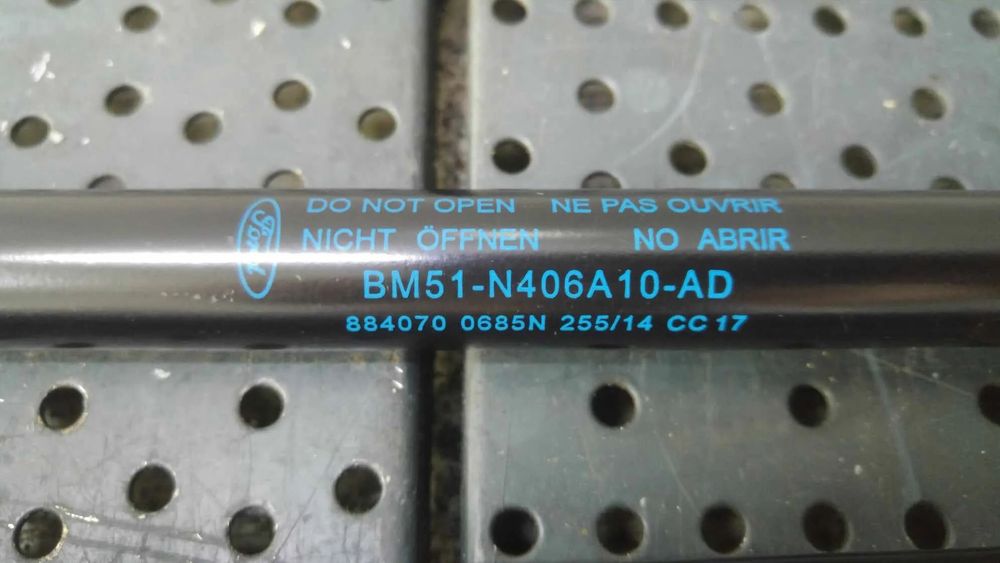 Ford
DO NOT OPEN NE PAS OUVRIR
NICHT ÖFFNEN NO ABRIR
BM51-N406A10-AD
884070 0685N 255/14 CC 17